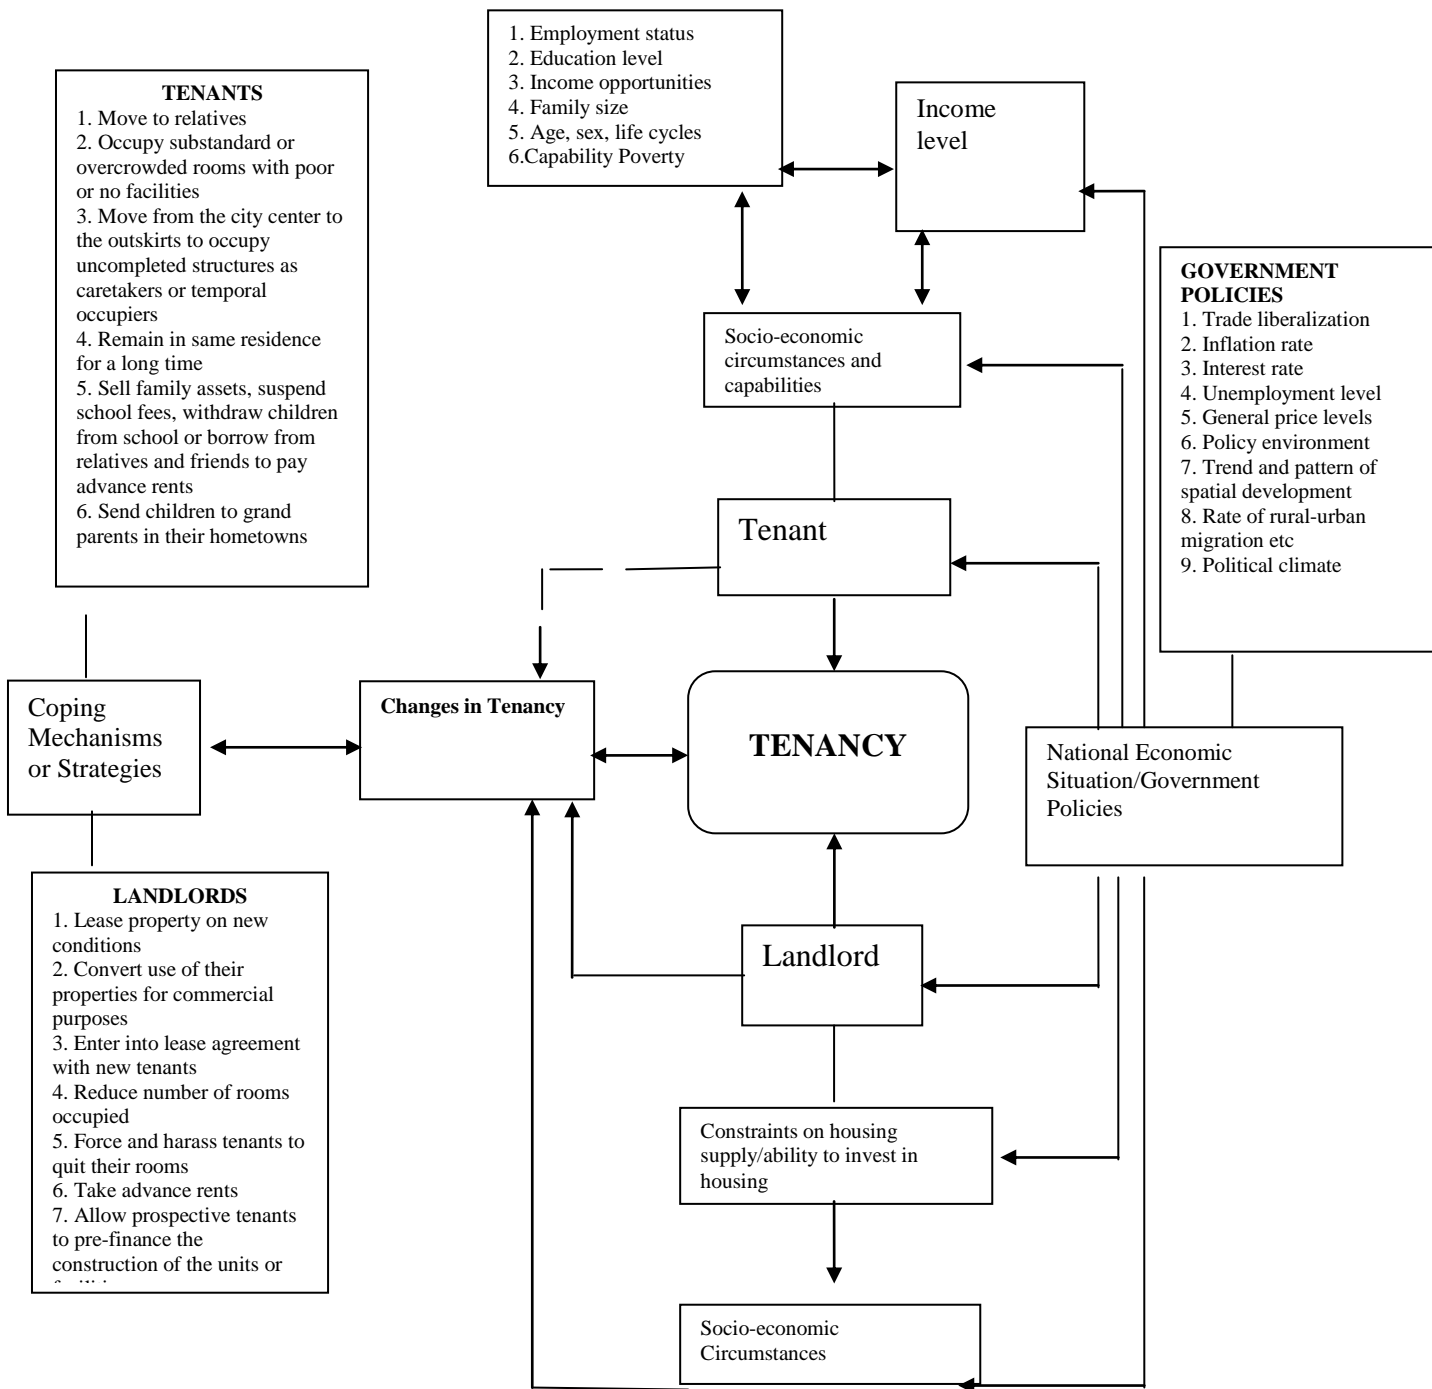 1. Employment status
2. Education level
3. Income opportunities
4. Family size
5. Age, sex, life cycles
6.Capability Poverty
Income
level
TENANTS
1. Move to relatives
2. Occupy substandard or
overcrowded rooms with poor
or no facilities
3. Move from the city center to
the outskirts to occupy
uncompleted structures as
caretakers or temporal
occupiers
4. Remain in same residence
for a long time
5. Sell family assets, suspend
school fees, withdraw children
from school or borrow from
relatives and friends to pay
advance rents
6. Send children to grand
parents in their hometowns
GOVERNMENT
POLICIES
1. Trade liberalization
2. Inflation rate
3. Interest rate
4. Unemployment level
5. General price levels
6. Policy environment
7. Trend and pattern of
spatial development
8. Rate of rural-urban
migration etc
9. Political climate
Socio-economic
circumstances and
capabilities
Tenant
Coping
Mechanisms
or Strategies
Changes in Tenancy
TENANCY
National Economic
Situation/Government
Policies
LANDLORDS
1. Lease property on new
conditions
2. Convert use of their
properties for commercial
purposes
3. Enter into lease agreement
with new tenants
4. Reduce number of rooms
occupied
5. Force and harass tenants to
quit their rooms
6. Take advance rents
7. Allow prospective tenants
to pre-finance the
construction of the units or
Landlord
Constraints on housing
supply/ability to invest in
housing
Socio-economic
Circumstances